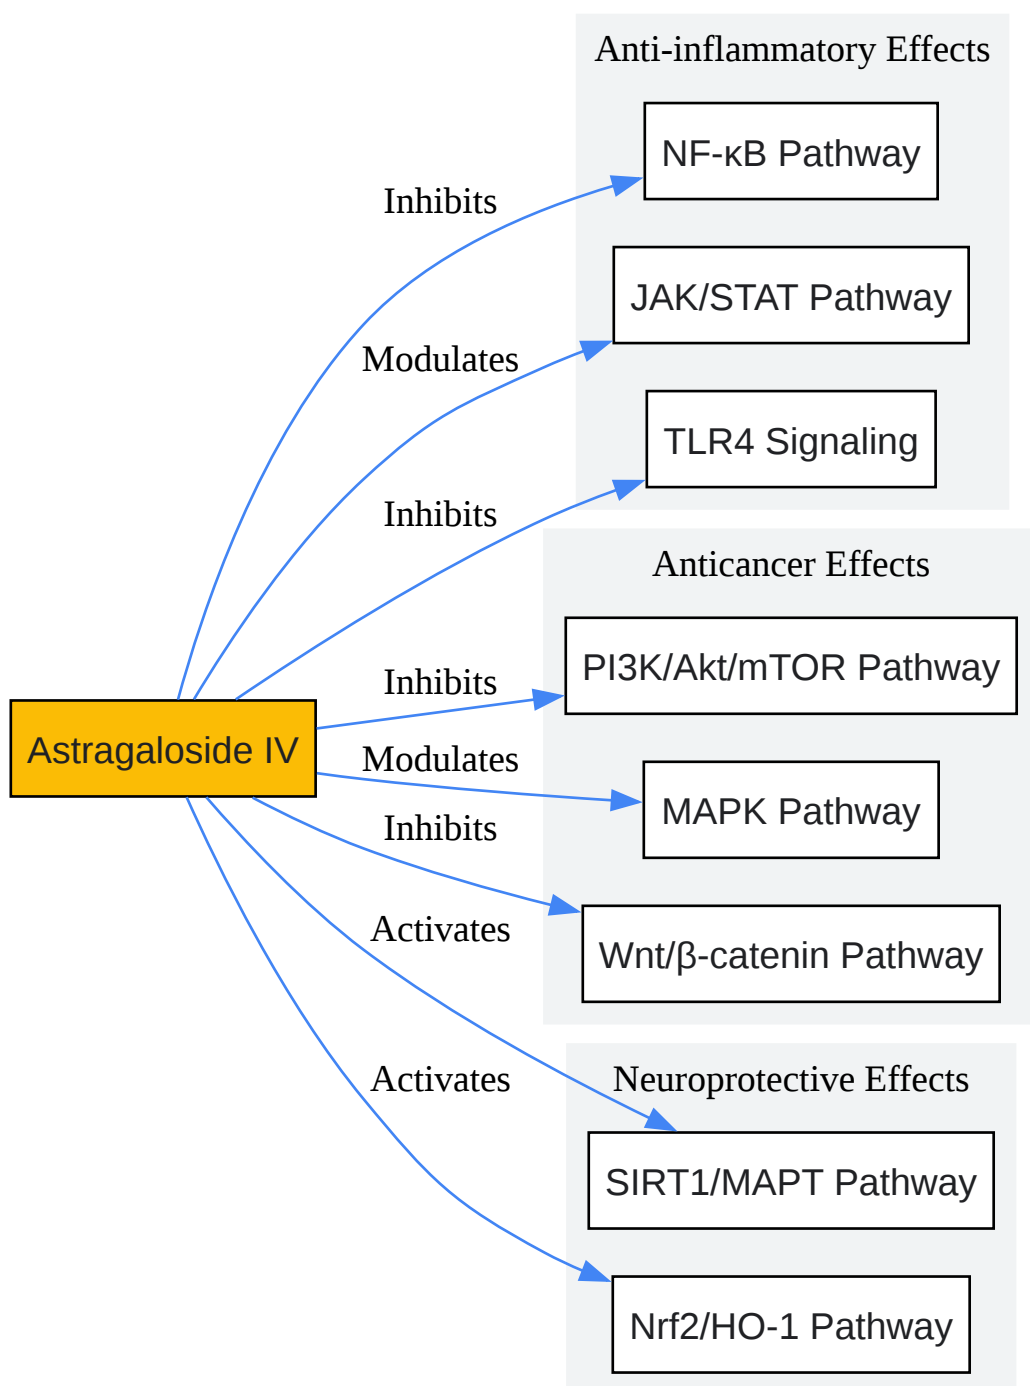 Anti-inflammatory Effects
NF-κB Pathway
Inhibits
JAK/STAT Pathway
Modulates
TLR4 Signaling
Inhibits
Anticancer Effects
PI3K/Akt/mTOR Pathway
Inhibits
Astragaloside IV
Modulates
MAPK Pathway
Inhibits
Activates
Wnt/β-catenin Pathway
Activates
Neuroprotective Effects
SIRT1/MAPT Pathway
Nrf2/HO-1 Pathway